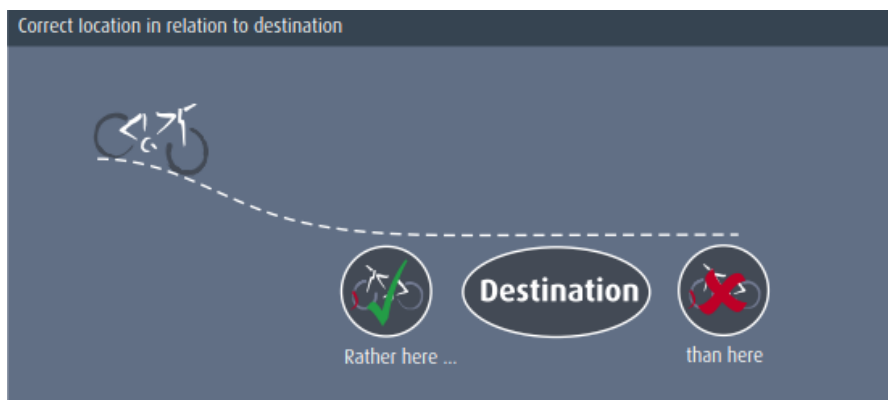 Correct location in relation to destination
Destination
Rather here ...
than here